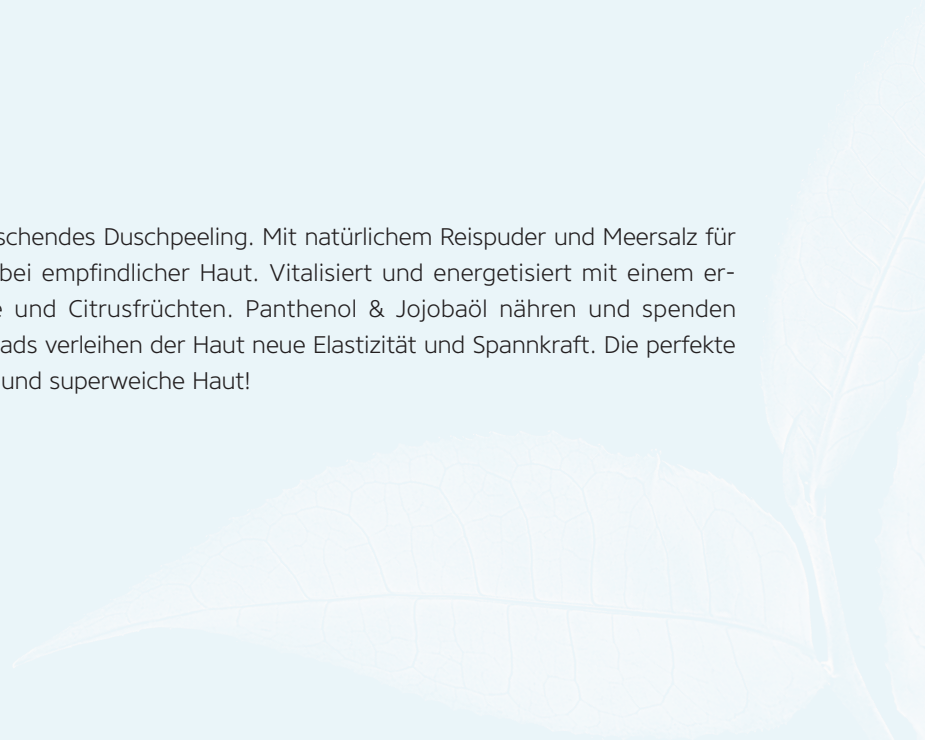 schendes Duschpeeling. Mit natürlichem Reispuder und Meersalz für
bei empfindlicher Haut. Vitalisiert und energetisiert mit einem er-
e und Citrusfrüchten. Panthenol & Jojobaöl nähren und spenden
ads verleihen der Haut neue Elastizität und Spannkraft. Die perfekte
und superweiche Haut!